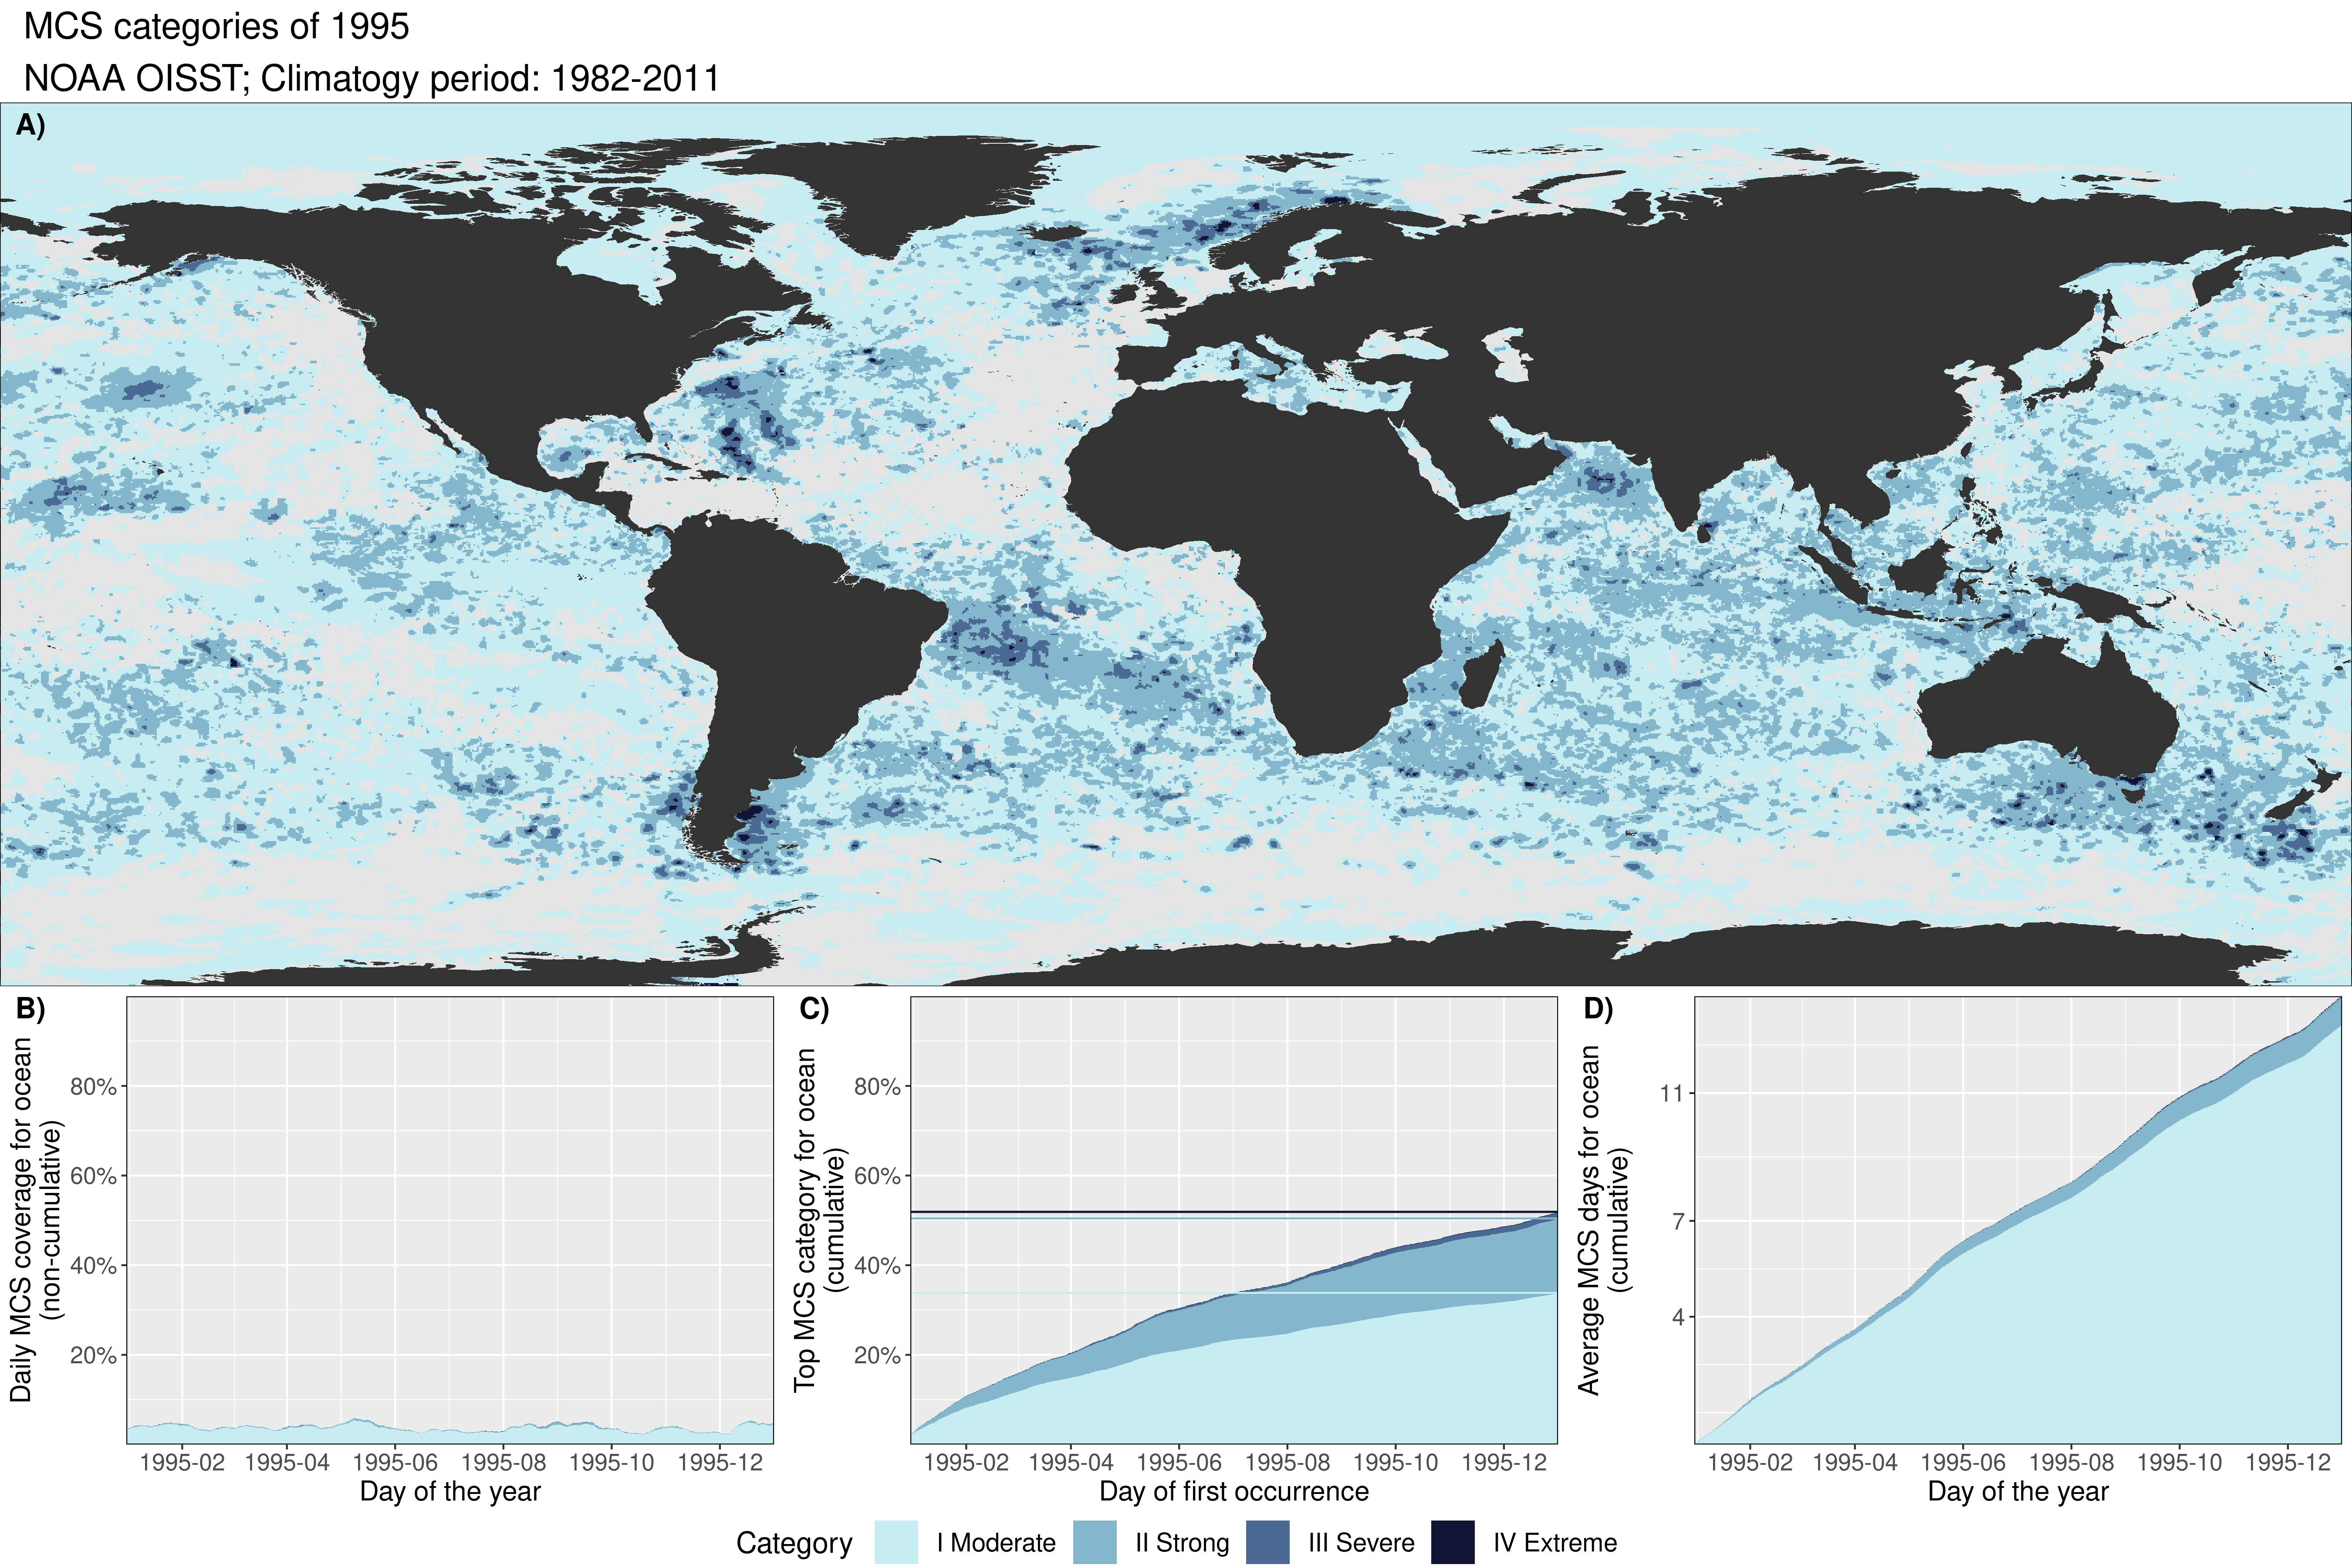 MCS categories of 1995
NOAA OISST; Climatogy period: 1982-2011
A)
B)
Daily MCS coverage for ocean
(non-cumulative)
80%
60%
40%
20%
1995-02 1995-04 1995-06 1995-08 1995-10 1995-12
Day of the year
C)
Top MCS category for ocean
(cumulative)
80%
60%
40%
20%
1995-02 1995-04 1995-06 1995-08 1995-10 1995-12
Day of first occurrence
D)
Average MCS days for ocean
(cumulative)
11
7
4
1995-02 1995-04 1995-06 1995-08 1995-10 1995-12
Day of the year
Category I Moderate II Strong III Severe IV Extreme